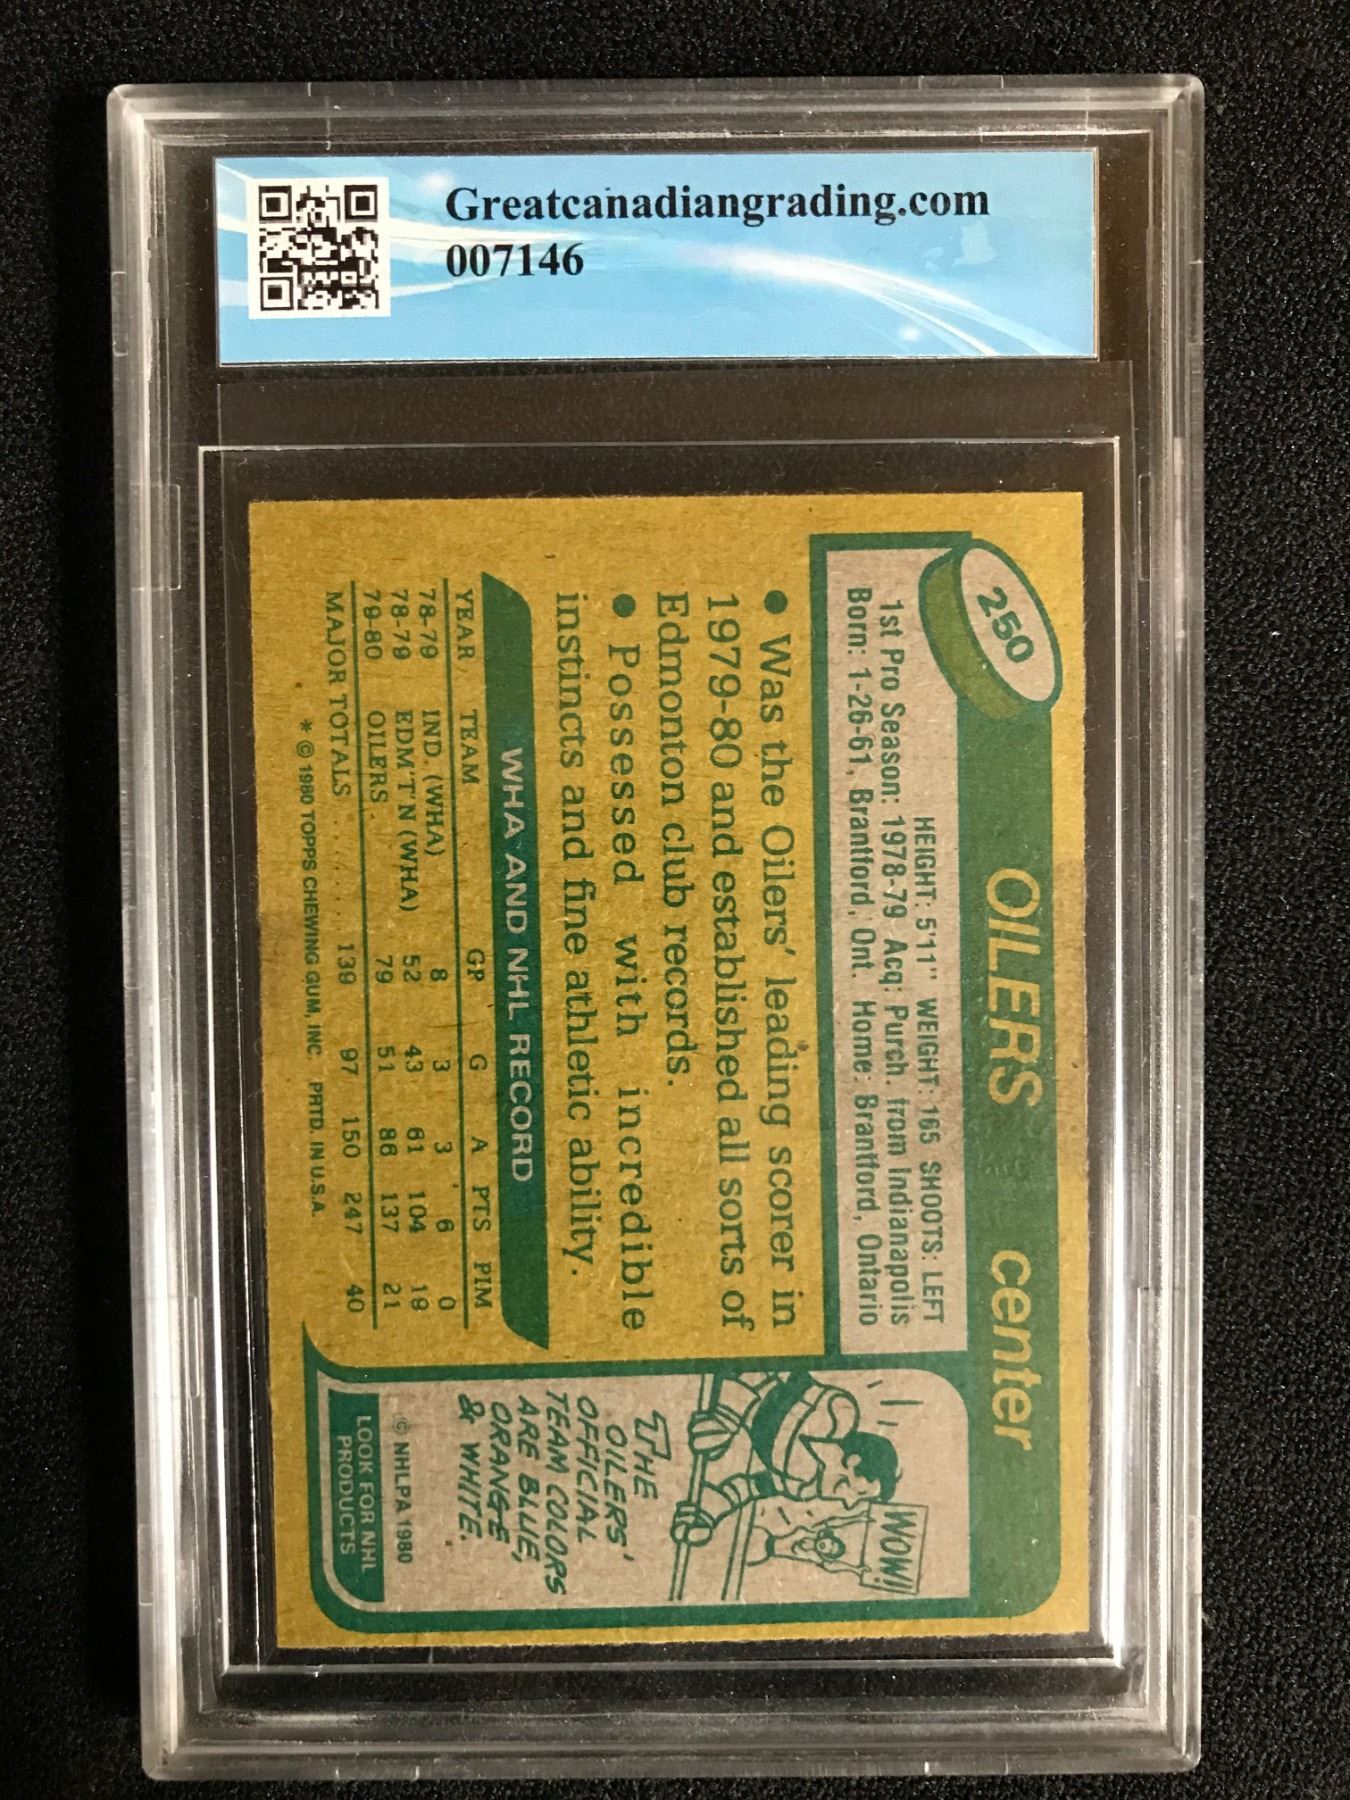 Greatcanadiangrading.com
007146
250
OILERS center
HEIGHT: 5'11" WEIGHT: 165 SHOOTS: LEFT
1st Pro Season: 1978-79 Acq: Purch. from Indianapolis
Born: 1-26-61, Brantford, Ont. Home: Brantford, Ontario
● Was the Oilers' leading scorer in
1979-80 and established all sorts of
Edmonton club records.
● Possessed with incredible
instincts and fine athletic ability.
WHA AND NHL RECORD
YEAR TEAM GP G A PTS PIM
78-79 IND. (WHA) 8 3 3 6 0
78-79 EDM'T'N (WHA) 52 43 61 104 19
79-80 OILERS 79 51 86 137 21
MAJOR TOTALS 139 97 150 247 40
* © 1980 TOPPS CHEWING GUM, INC. PRTD. IN U.S.A.
WOW!!
THE
OILERS'
OFFICIAL
TEAM COLORS
ARE BLUE,
ORANGE
& WHITE.
© NHLPA 1980
LOOK FOR NHL
PRODUCTS